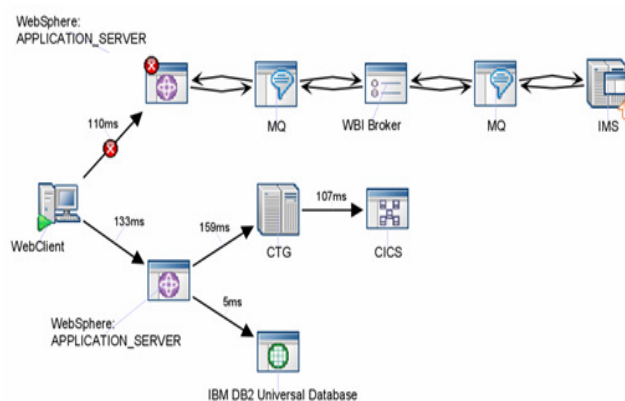 WebSphere:
APPLICATION_SERVER
MQ
WBI Broker
MQ
IMS
110ms
WebClient
133ms
159ms
107ms
CTG
CICS
WebSphere:
APPLICATION_SERVER
5ms
IBM DB2 Universal Database